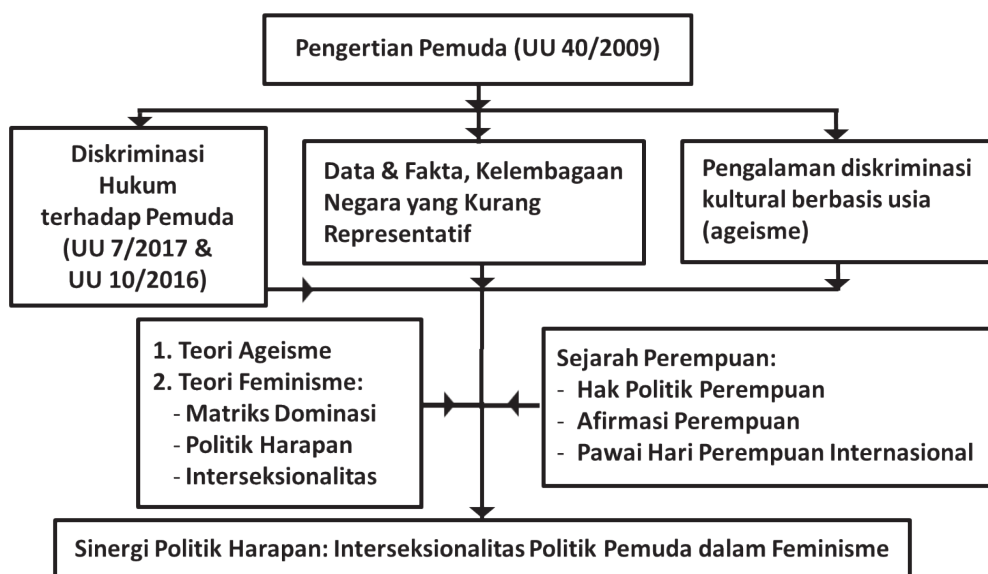 Pengertian Pemuda (UU 40/2009)
Diskriminasi
Hukum
terhadap Pemuda
(UU 7/2017 &
UU 10/2016)
Data & Fakta, Kelembagaan
Negara yang Kurang
Representatif
Pengalaman diskriminasi
kultural berbasis usia
(ageisme)
1. Teori Ageisme
2. Teori Feminisme:
- Matriks Dominasi
- Politik Harapan
- Interseksionalitas
Sejarah Perempuan:
- Hak Politik Perempuan
- Afirmasi Perempuan
- Pawai Hari Perempuan Internasional
Sinergi Politik Harapan: Interseksionalitas Politik Pemuda dalam Feminisme